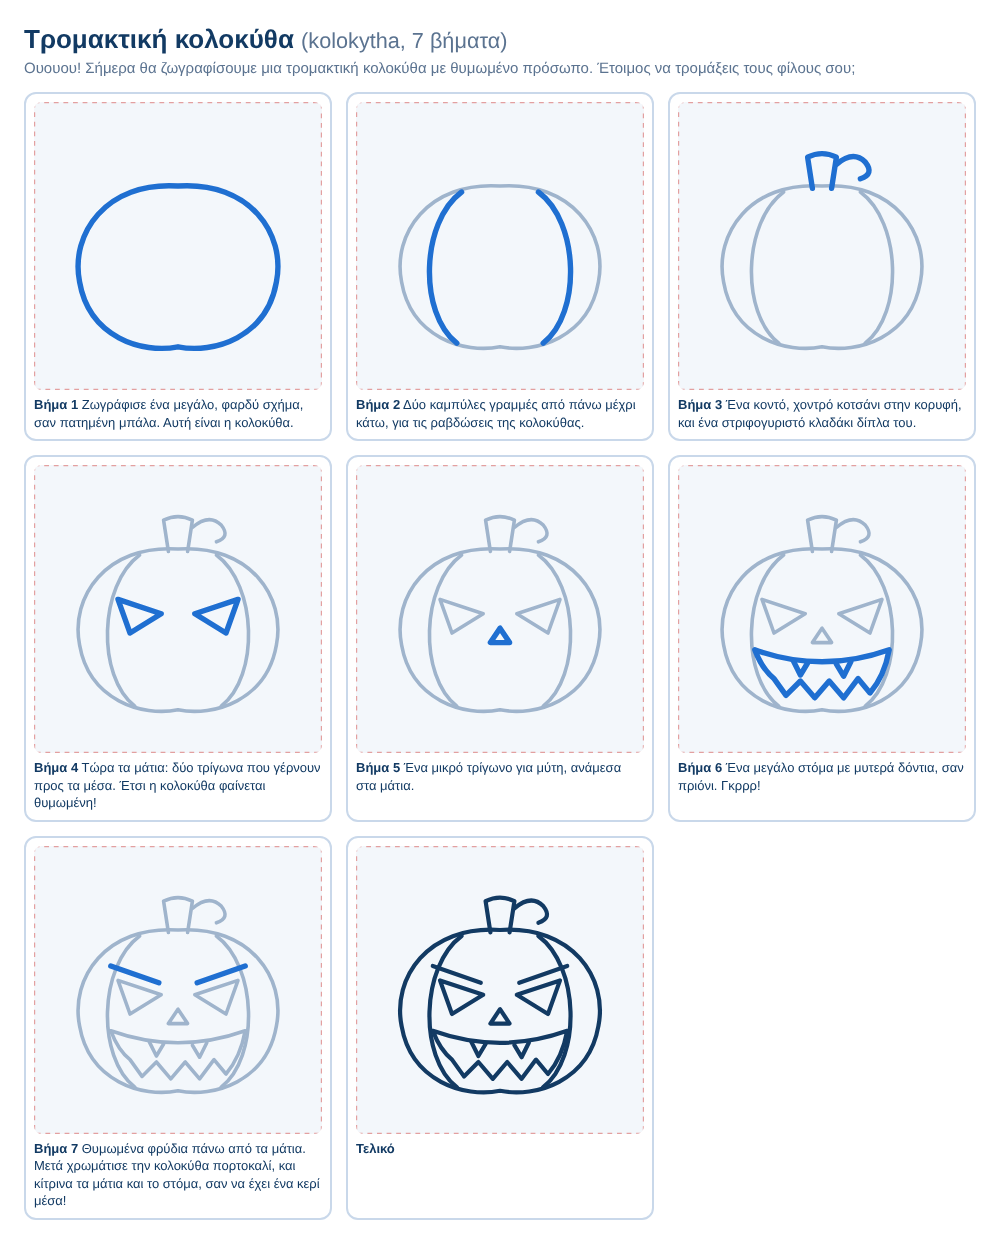 Τρομακτική κολοκύθα (kolokytha, 7 βήματα)
Ουουου! Σήμερα θα ζωγραφίσουμε μια τρομακτική κολοκύθα με θυμωμένο πρόσωπο. Έτοιμος να τρομάξεις τους φίλους σου;
Βήμα 1 Ζωγράφισε ένα μεγάλο, φαρδύ σχήμα,
σαν πατημένη μπάλα. Αυτή είναι η κολοκύθα.
Βήμα 2 Δύο καμπύλες γραμμές από πάνω μέχρι
κάτω, για τις ραβδώσεις της κολοκύθας.
Βήμα 3 Ένα κοντό, χοντρό κοτσάνι στην κορυφή,
και ένα στριφογυριστό κλαδάκι δίπλα του.
Βήμα 4 Τώρα τα μάτια: δύο τρίγωνα που γέρνουν
προς τα μέσα. Έτσι η κολοκύθα φαίνεται
θυμωμένη!
Βήμα 5 Ένα μικρό τρίγωνο για μύτη, ανάμεσα
στα μάτια.
Βήμα 6 Ένα μεγάλο στόμα με μυτερά δόντια, σαν
πριόνι. Γκρρρ!
Βήμα 7 Θυμωμένα φρύδια πάνω από τα μάτια.
Μετά χρωμάτισε την κολοκύθα πορτοκαλί, και
κίτρινα τα μάτια και το στόμα, σαν να έχει ένα κερί
μέσα!
Τελικό